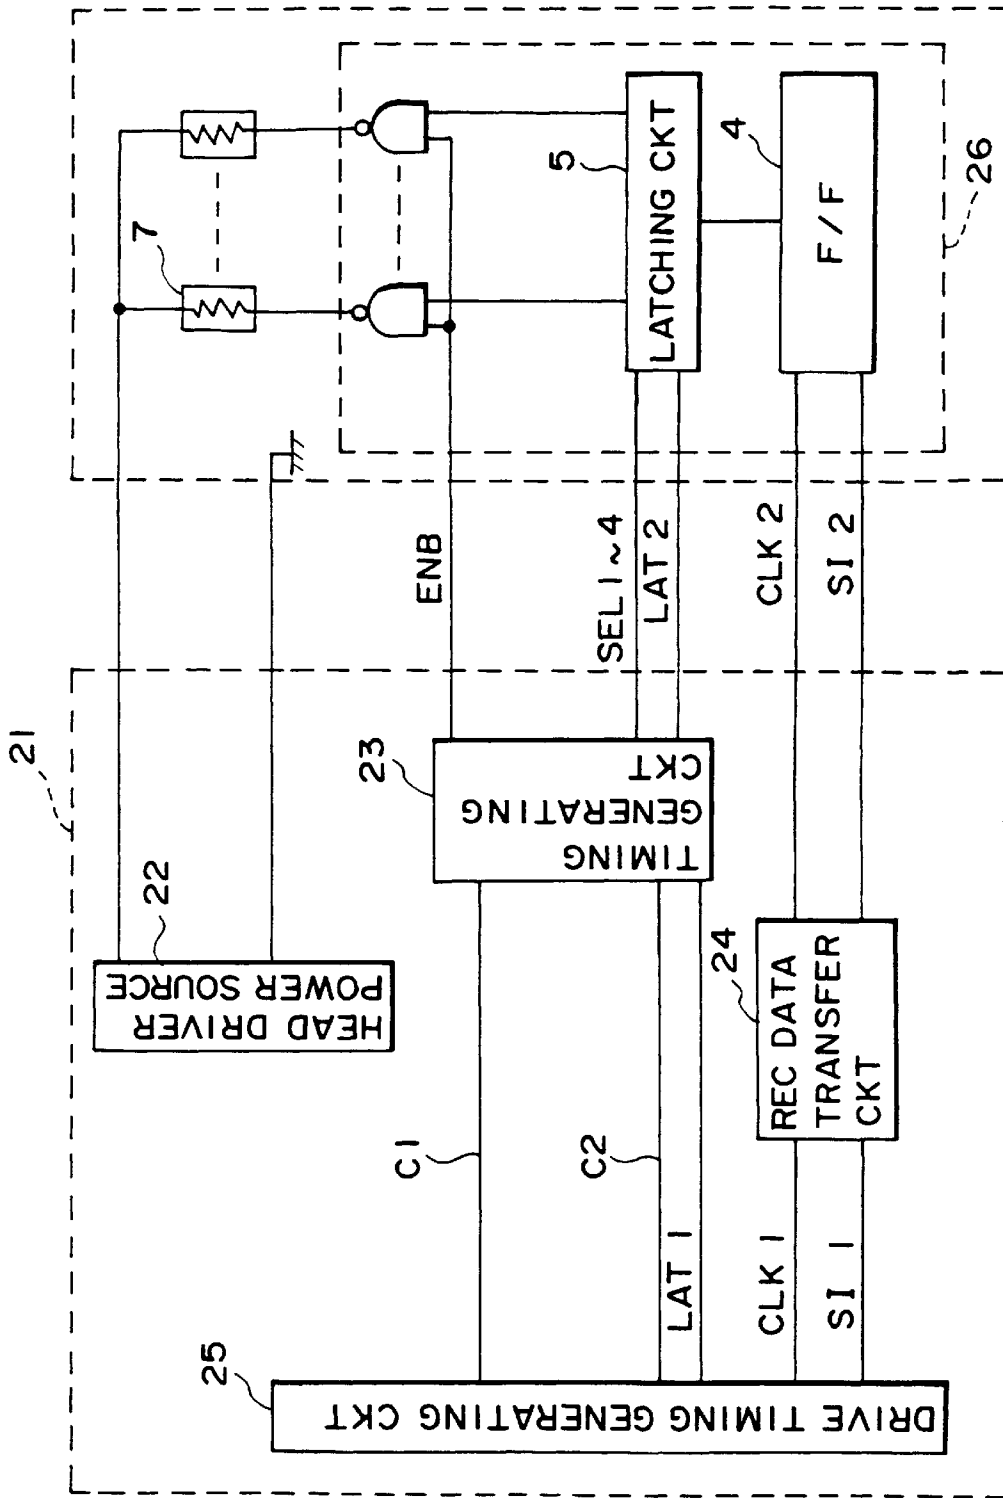 21
HEAD DRIVER
POWER SOURCE
22
7
25
DRIVE TIMING GENERATING CKT
C1
C2
LAT 1
CLK 1
SI 1
23
TIMING
GENERATING
CKT
24
REC DATA
TRANSFER
CKT
ENB
SEL 1~4
LAT 2
CLK 2
SI 2
5
LATCHING CKT
4
F/F
26